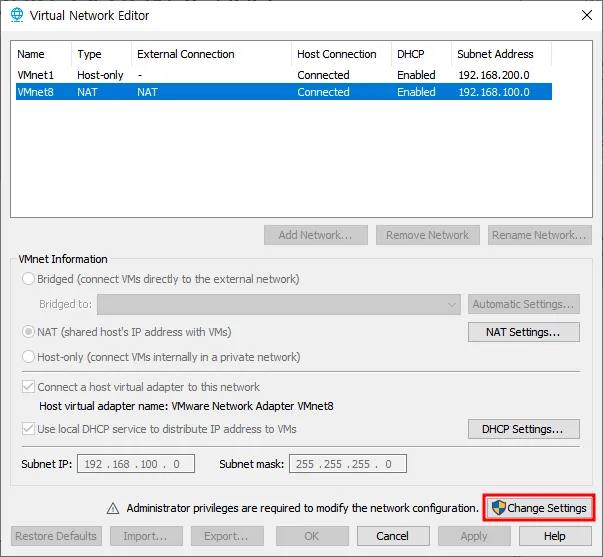 Virtual Network Editor
Name Type External Connection Host Connection DHCP Subnet Address
VMnet1 Host-only - Connected Enabled 192.168.200.0
VMnet8 NAT NAT Connected Enabled 192.168.100.0
Add Network... Remove Network Rename Network...
VMnet Information
Bridged (connect VMs directly to the external network)
Bridged to: Automatic Settings...
NAT (shared host's IP address with VMs) NAT Settings...
Host-only (connect VMs internally in a private network)
Connect a host virtual adapter to this network
Host virtual adapter name: VMware Network Adapter VMnet8
Use local DHCP service to distribute IP address to VMs DHCP Settings...
Subnet IP: 192 . 168 . 100 . 0 Subnet mask: 255 . 255 . 255 . 0
Administrator privileges are required to modify the network configuration. Change Settings
Restore Defaults Import... Export... OK Cancel Apply Help